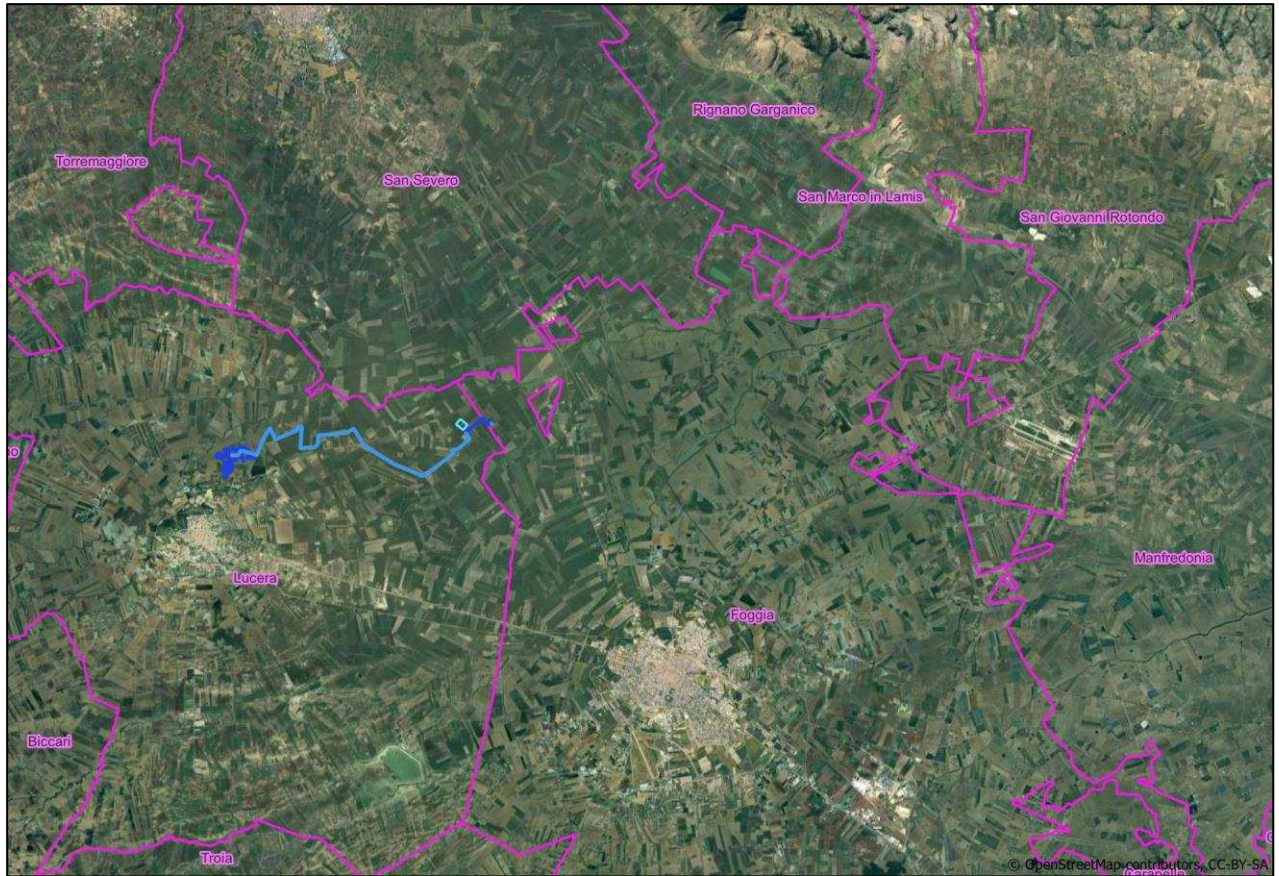 Rignano Garganico
Torremaggiore
San Severo
San Marco in Lamis
San Giovanni Rotondo
Manfredonia
Lucera
Foggia
Biccari
Troia
© OpenStreetMap contributors, CC-BY-SA